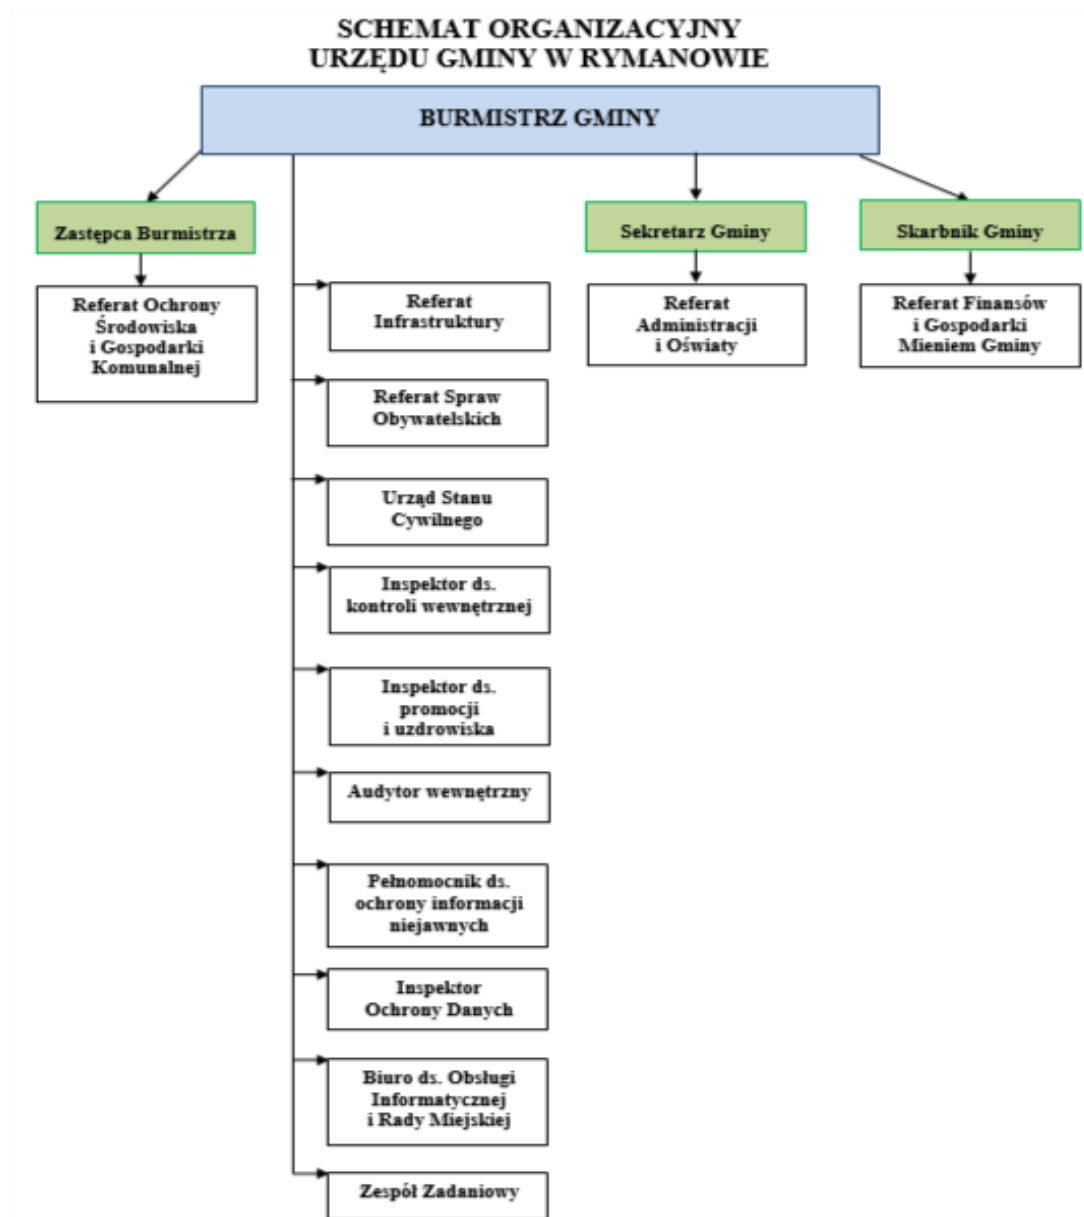 SCHEMAT ORGANIZACYJNY
URZĘDU GMINY W RYMANOWIE
BURMISTRZ GMINY
Zastępca Burmistrza
Sekretarz Gminy
Skarbnik Gminy
Referat Ochrony
Środowiska
i Gospodarki
Komunalnej
Referat
Infrastruktury
Referat
Administracji
i Oświaty
Referat Finansów
i Gospodarki
Mieniem Gminy
Referat Spraw
Obywatelskich
Urząd Stanu
Cywilnego
Inspektor ds.
kontroli wewnętrznej
Inspektor ds.
promocji
i uzdrowiska
Audytor wewnętrzny
Pełnomocnik ds.
ochrony informacji
niejawnych
Inspektor
Ochrony Danych
Biuro ds. Obsługi
Informatycznej
i Rady Miejskiej
Zespół Zadaniowy